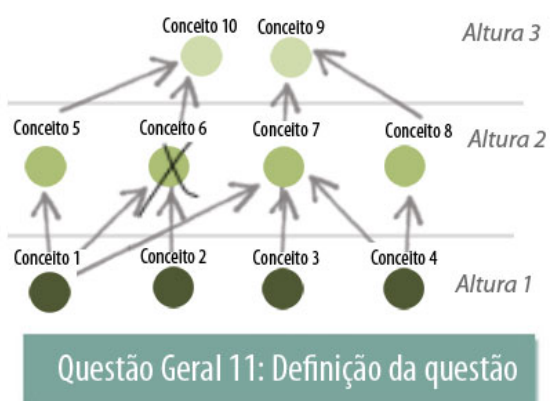 Conceito 10 Conceito 9 Altura 3
Conceito 5 Conceito 6 Conceito 7 Conceito 8 Altura 2
Conceito 1 Conceito 2 Conceito 3 Conceito 4 Altura 1
Questão Geral 11: Definição da questão